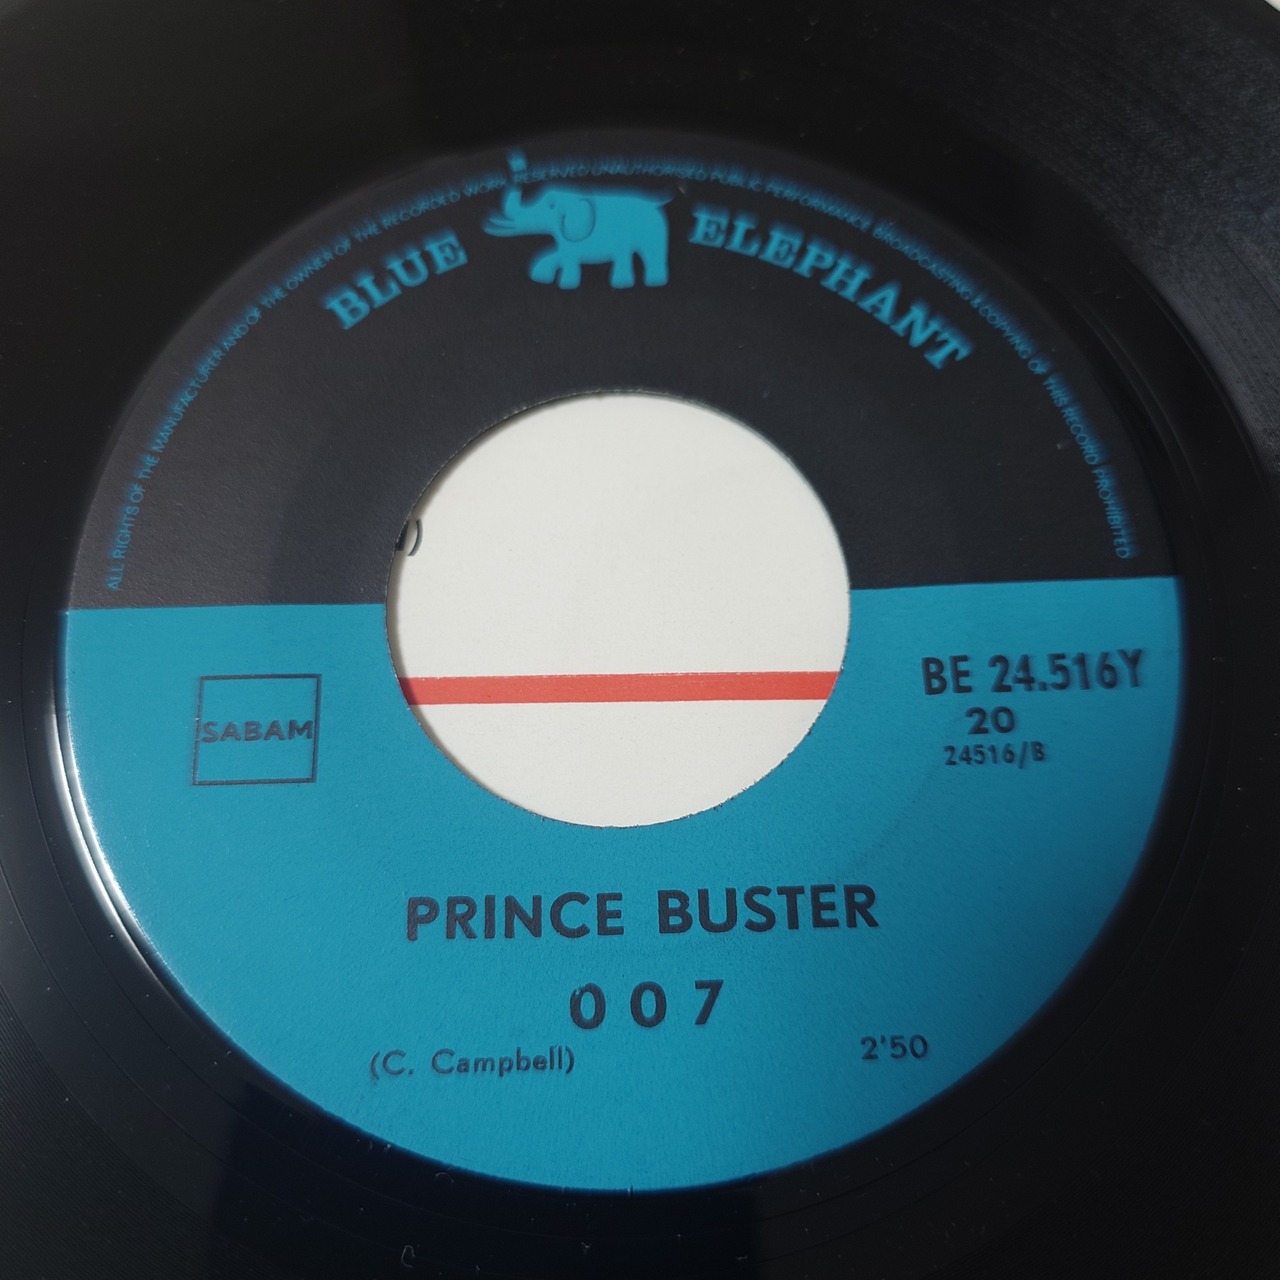 ALL RIGHTS OF THE MANUFACTURER AND OF THE OWNER OF THE RECORDED WORK RESERVED UNAUTHORISED PUBLIC PERFORMANCE BROADCASTING & COPYING OF THIS RECORD PROHIBITED
BLUE ELEPHANT
)
SABAM
BE 24.516Y
20
24516/B
PRINCE BUSTER
0 0 7
(C. Campbell)
2'50